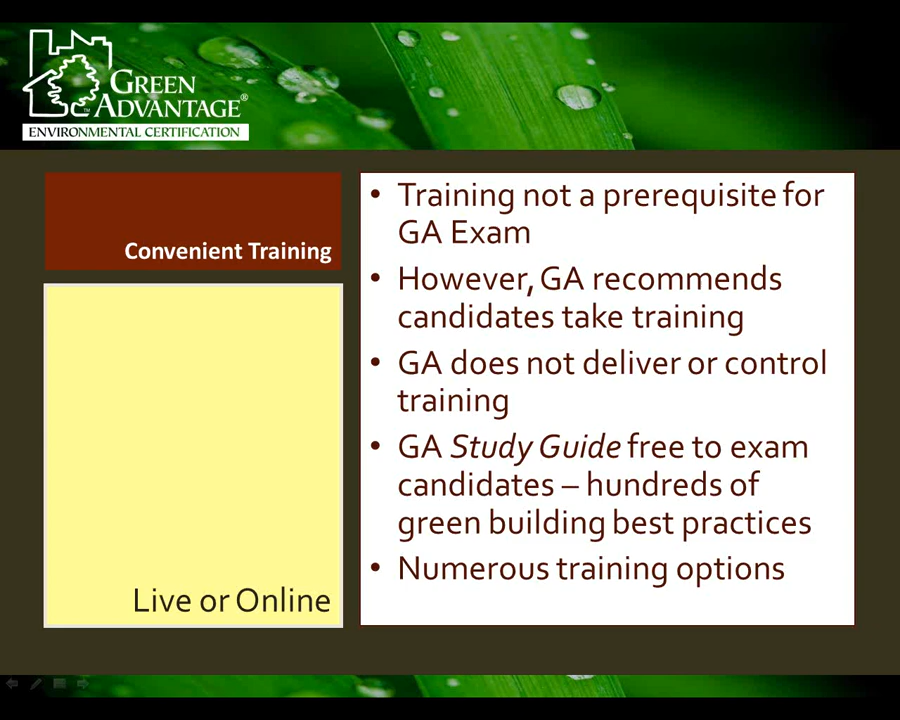 GREEN
ADVANTAGE®
ENVIRONMENTAL CERTIFICATION
Convenient Training
Live or Online
• Training not a prerequisite for
GA Exam
• However, GA recommends
candidates take training
• GA does not deliver or control
training
• GA Study Guide free to exam
candidates – hundreds of
green building best practices
• Numerous training options